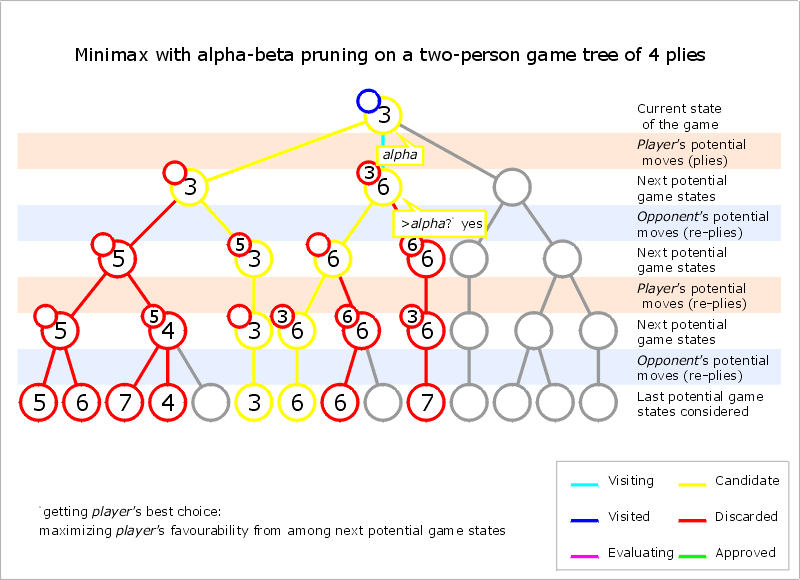 Minimax with alpha-beta pruning on a two-person game tree of 4 plies
3
Current state
of the game
alpha
Player's potential
moves (plies)
3
3
6
Next potential
game states
>alpha?* yes
Opponent's potential
moves (re-plies)
5
5
3
6
6
6
Next potential
game states
Player's potential
moves (re-plies)
5
5
4
3
3
6
6
6
3
6
Next potential
game states
Opponent's potential
moves (re-plies)
5
6
7
4
3
6
6
7
Last potential game
states considered
*getting player's best choice:
maximizing player's favourability from among next potential game states
Visiting
Candidate
Visited
Discarded
Evaluating
Approved